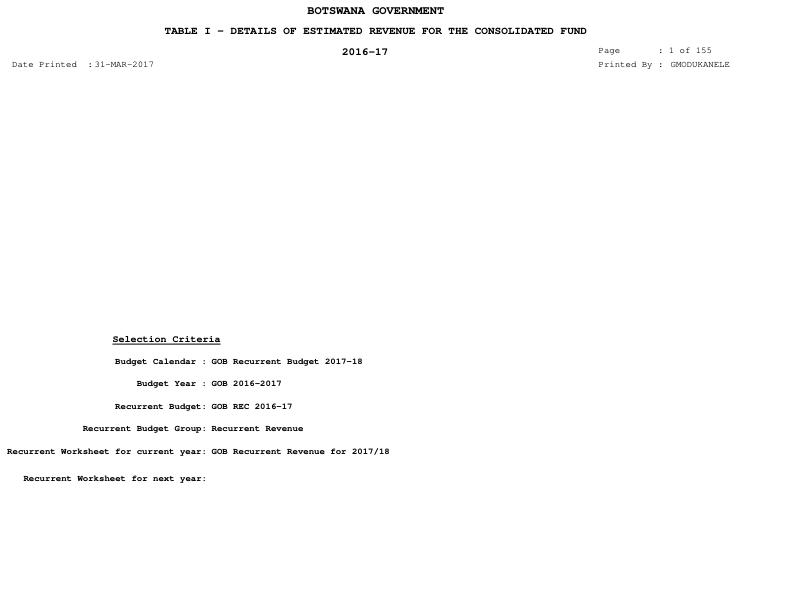 BOTSWANA GOVERNMENT
TABLE I - DETAILS OF ESTIMATED REVENUE FOR THE CONSOLIDATED FUND
2016-17
Page : 1 of 155
Date Printed :31-MAR-2017
Printed By : GMODUKANELE
Selection Criteria
Budget Calendar : GOB Recurrent Budget 2017-18
Budget Year : GOB 2016-2017
Recurrent Budget: GOB REC 2016-17
Recurrent Budget Group: Recurrent Revenue
Recurrent Worksheet for current year: GOB Recurrent Revenue for 2017/18
Recurrent Worksheet for next year: